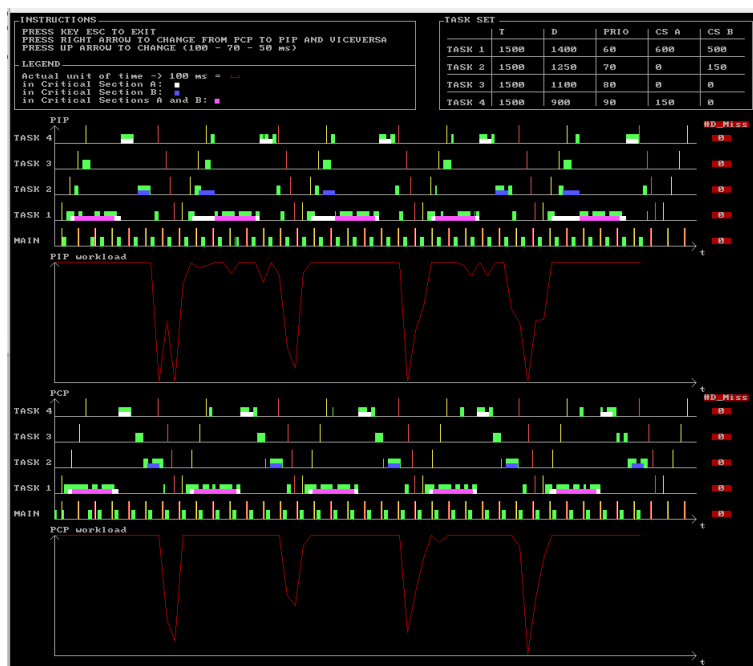 INSTRUCTIONS
PRESS KEY ESC TO EXIT
PRESS RIGHT ARROW TO CHANGE FROM PCP TO PIP AND VICEVERSA
PRESS UP ARROW TO CHANGE (100 - 70 - 50 ms)
LEGEND
Actual unit of time -> 100 ms =
in Critical Section A:
in Critical Section B:
in Critical Sections A and B:
TASK SET
T D PRIO CS A CS B
TASK 1 1500 1400 60 600 500
TASK 2 1500 1250 70 0 150
TASK 3 1500 1100 80 0 0
TASK 4 1500 900 90 150 0
PIP #D_Miss
TASK 4 0
TASK 3 0
TASK 2 0
TASK 1 0
MAIN 0
t
PIP workload
t
PCP #D_Miss
TASK 4 0
TASK 3 0
TASK 2 0
TASK 1 0
MAIN 0
t
PCP workload
t